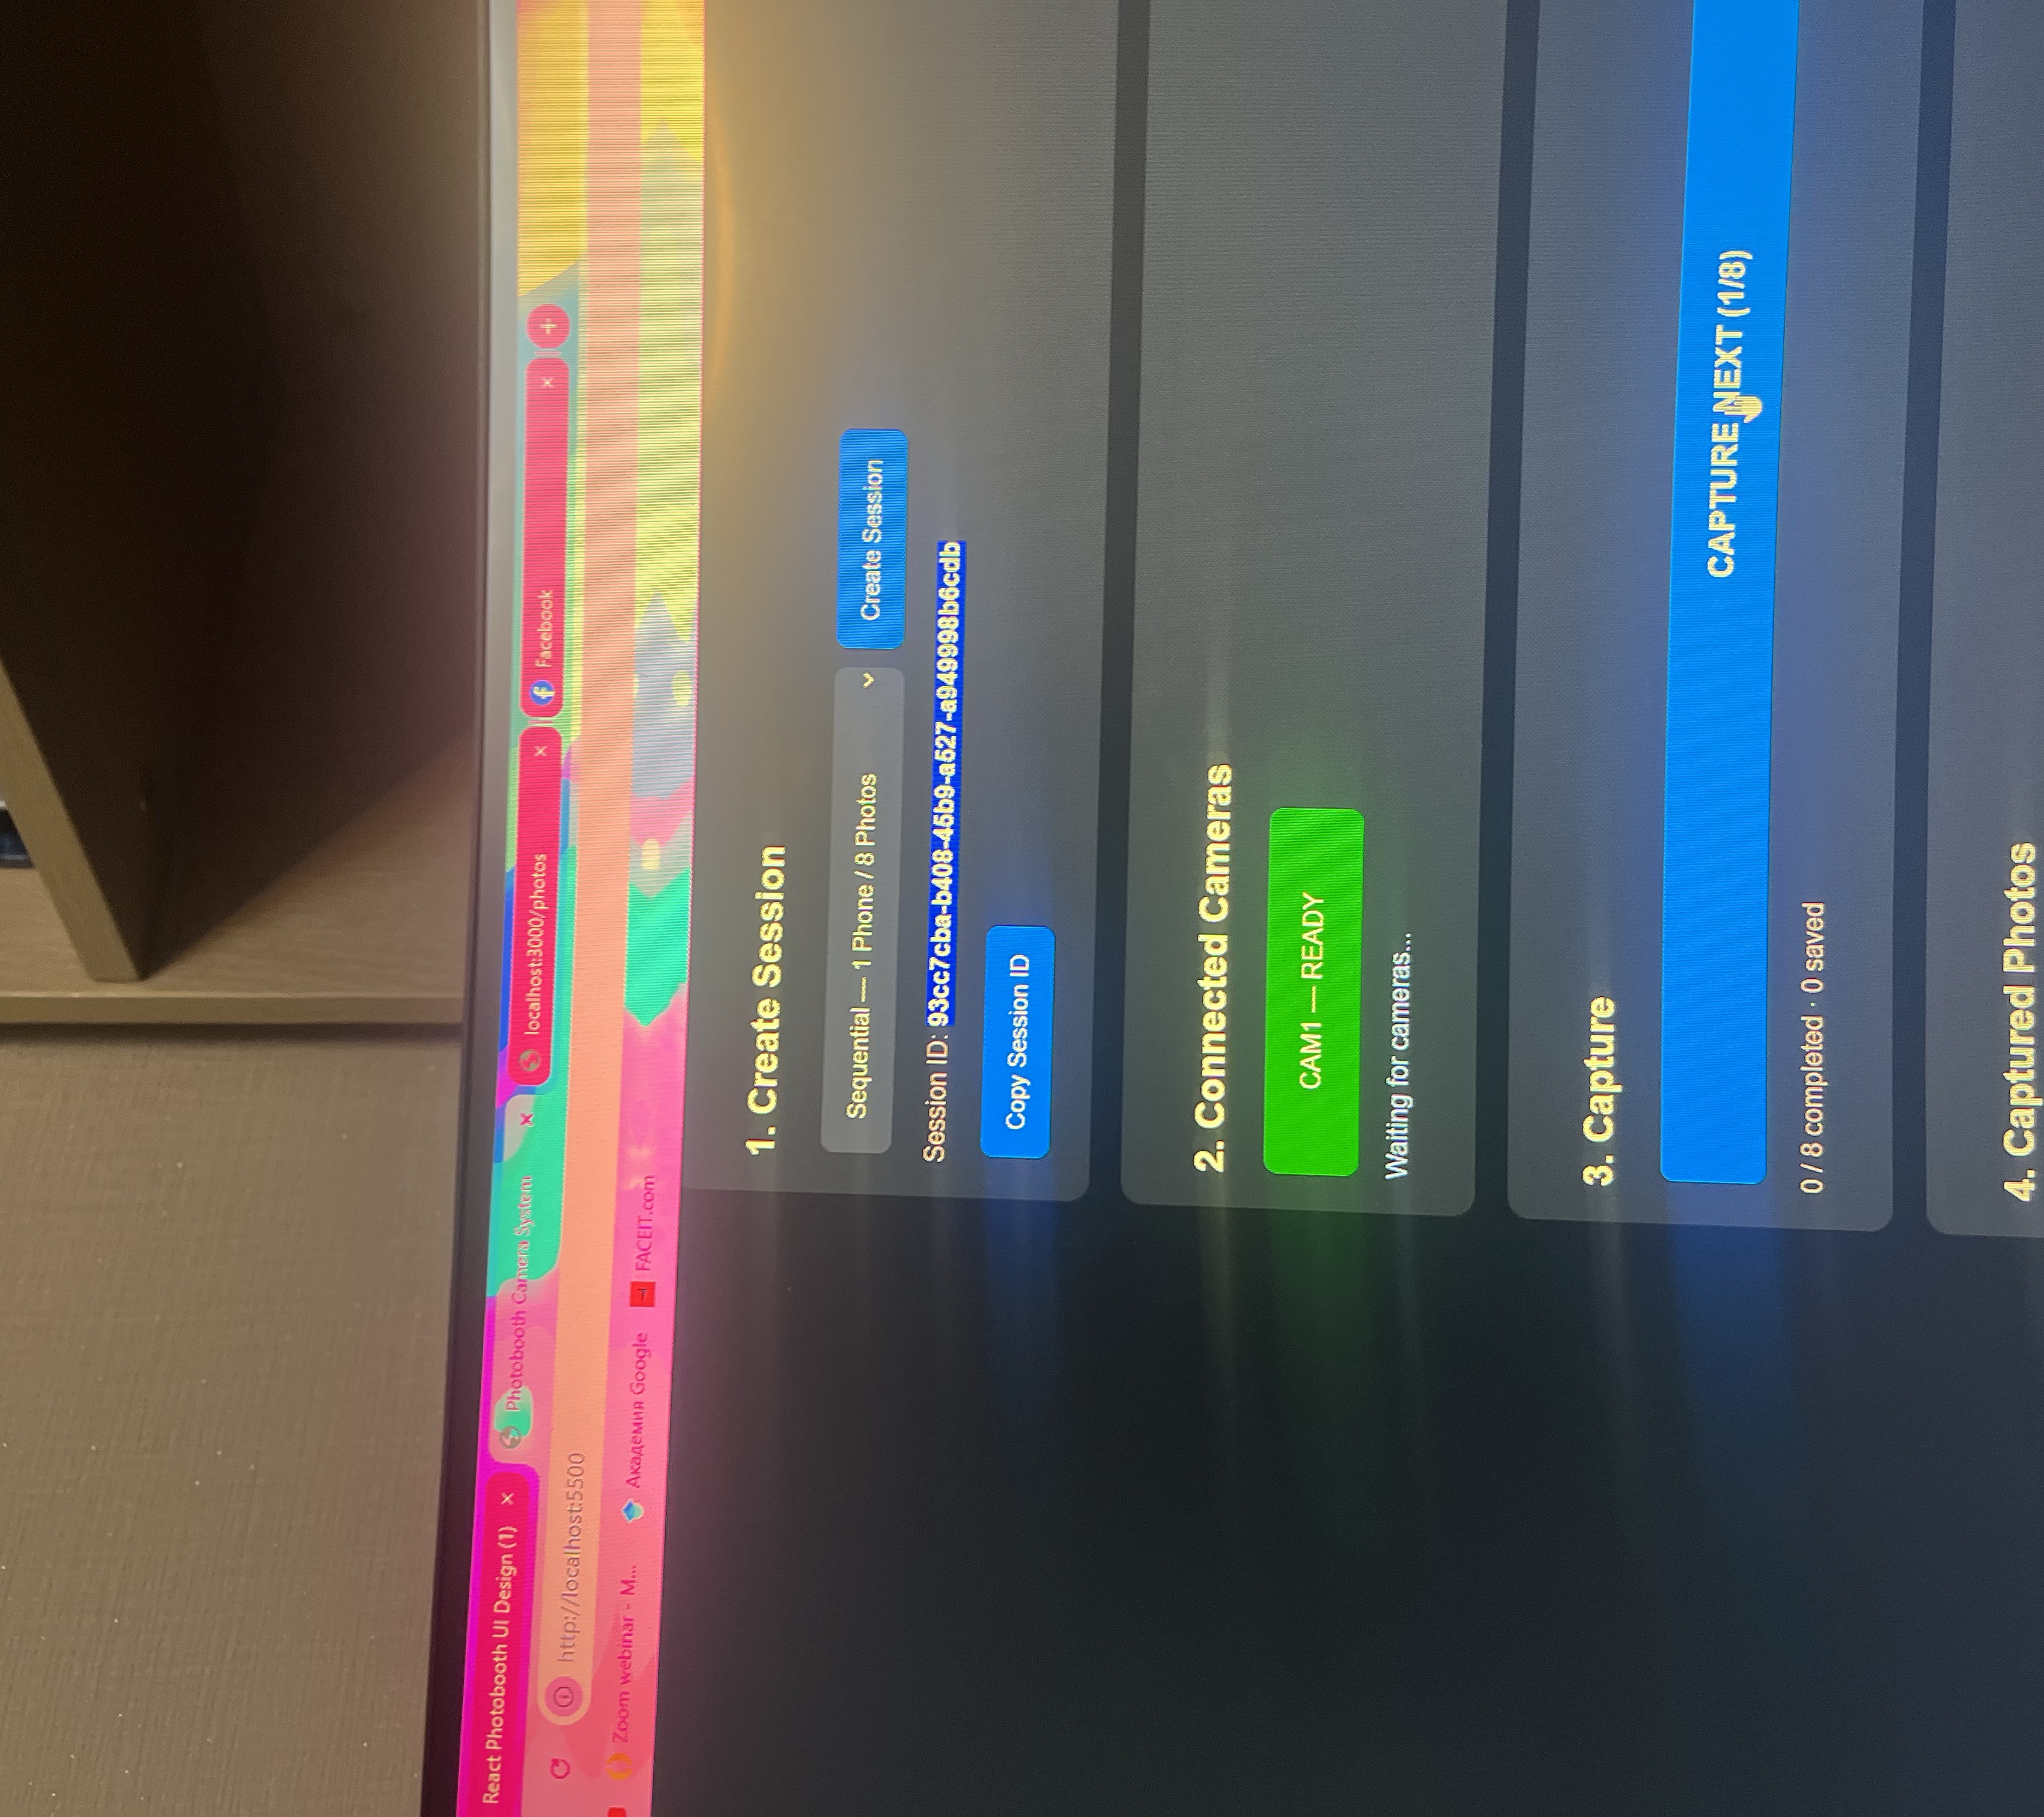 React Photobooth UI Design (1)
Photobooth Camera System
localhost:3000/photos
Facebook
http://localhost:5500
Zoom webinar - M...
Академия Google
FACEIT.com
1. Create Session
Sequential — 1 Phone / 8 Photos
Create Session
Session ID: 93cc7cba-b408-45b9-a527-a949998b6cdb
Copy Session ID
2. Connected Cameras
CAM1 — READY
Waiting for cameras...
3. Capture
CAPTURE NEXT (1/8)
0 / 8 completed · 0 saved
4. Captured Photos